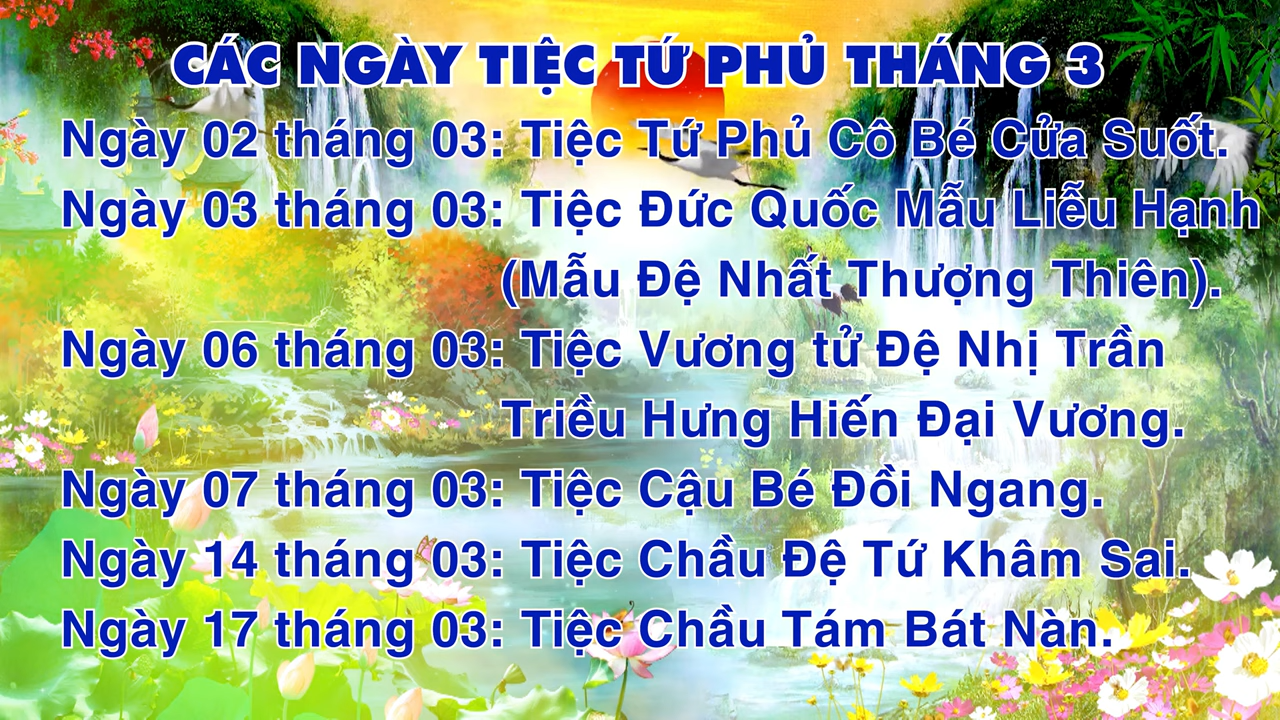 CÁC NGÀY TIỆC TỨ PHỦ THÁNG 3
Ngày 02 tháng 03: Tiệc Tứ Phủ Cô Bé Cửa Suốt.
Ngày 03 tháng 03: Tiệc Đức Quốc Mẫu Liễu Hạnh
(Mẫu Đệ Nhất Thượng Thiên).
Ngày 06 tháng 03: Tiệc Vương tử Đệ Nhị Trần
Triều Hưng Hiến Đại Vương.
Ngày 07 tháng 03: Tiệc Cậu Bé Đồi Ngang.
Ngày 14 tháng 03: Tiệc Chầu Đệ Tứ Khâm Sai.
Ngày 17 tháng 03: Tiệc Chầu Tám Bát Nàn.